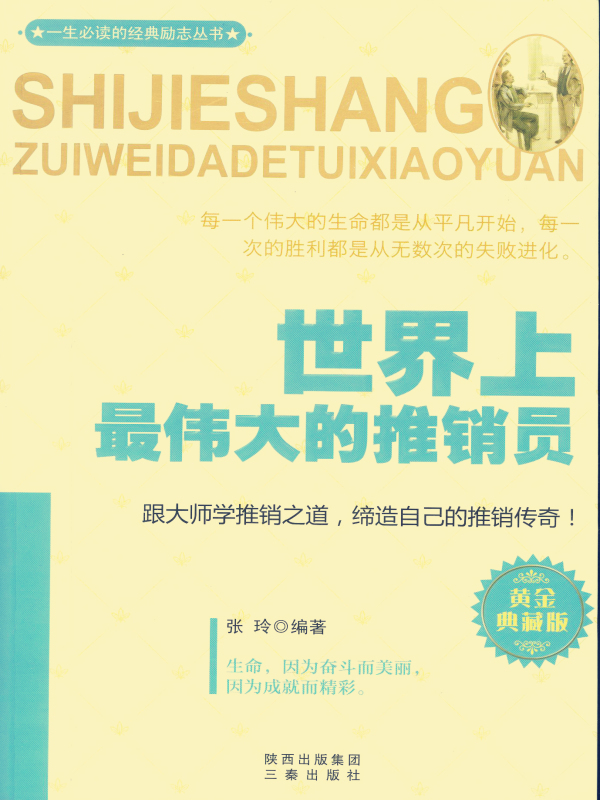 ★一生必读的经典励志丛书★
SHIJIESHANG
ZUIWEIDADETUIXIAOYUAN
每一个伟大的生命都是从平凡开始，每一
次的胜利都是从无数次的失败进化。
世界上
最伟大的推销员
跟大师学推销之道，缔造自己的推销传奇！
黄金
典藏版
张 玲◎编著
生命，因为奋斗而美丽，
因为成就而精彩。
陕西出版集团
三秦出版社